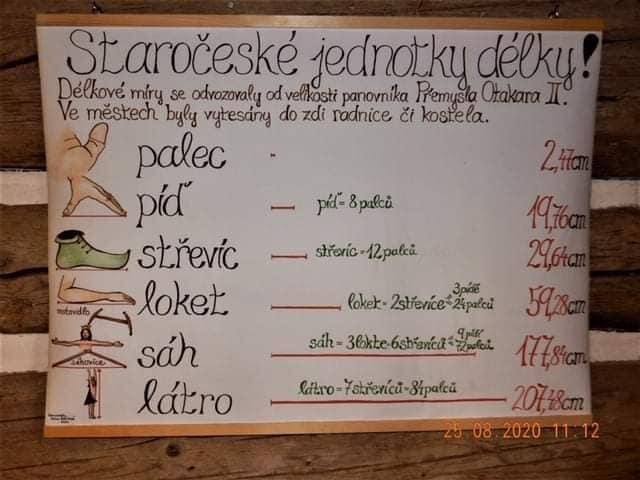 Staročeské jednotky délky!
Délkové míry se odvozovaly od velikosti panovníka Přemysla Otakara II.
Ve městech byly vytesány do zdi radnice či kostela.
palec 2,47cm
píď píď = 8 palců 19,76cm
střevíc střevíc = 12 palců 29,64cm
loket loket = 2 střevíce = 3 pídě = 24 palců 59,28cm
rotovidlo
sáh sáh = 3 lokte = 6 střevíců = 9 pídí = 72 palců 177,84cm
sáhovice
látro látro = 7 střevíců = 84 palců 207,48cm
25.08.2020 11:12